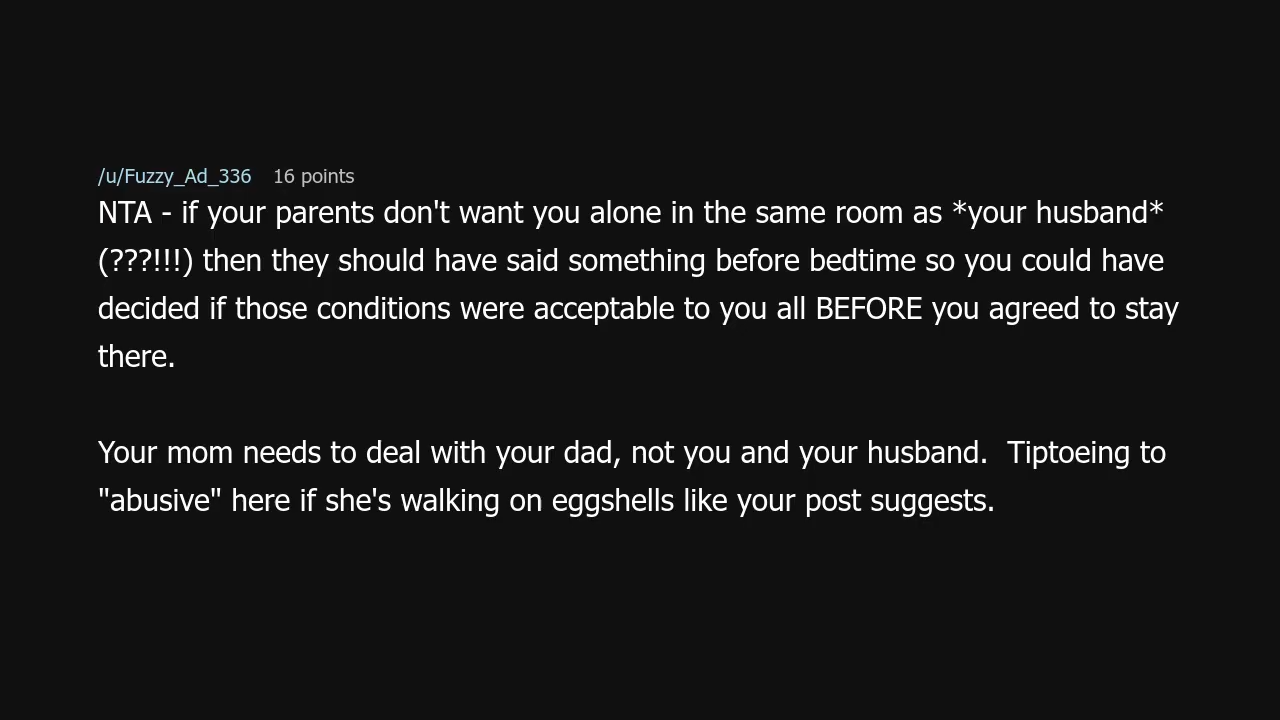 /u/Fuzzy_Ad_336 16 points
NTA - if your parents don't want you alone in the same room as *your husband*
(???!!!) then they should have said something before bedtime so you could have
decided if those conditions were acceptable to you all BEFORE you agreed to stay
there.
Your mom needs to deal with your dad, not you and your husband.  Tiptoeing to
"abusive" here if she's walking on eggshells like your post suggests.